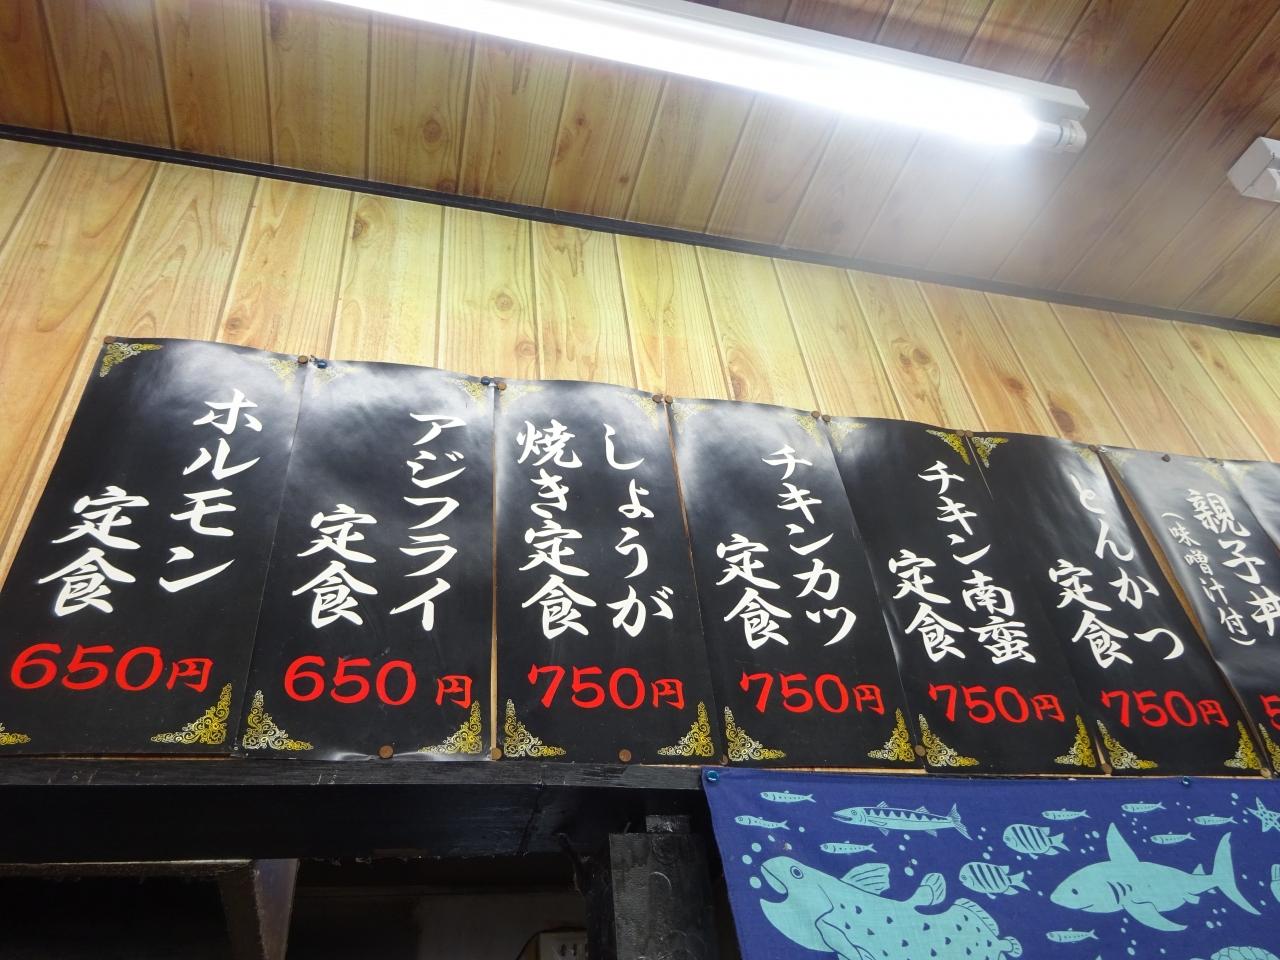 ホルモン
定食
650円
アジフライ
定食
650円
しょうが
焼き定食
750円
チキンカツ
定食
750円
チキン南蛮
定食
750円
とんかつ
定食
750円
親子丼
(味噌汁付)